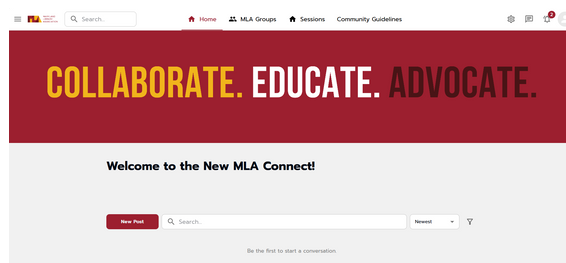 Search
Home
MLA Groups
Sessions
Community Guidelines
2
COLLABORATE. EDUCATE. ADVOCATE.
Welcome to the New MLA Connect!
New Post
Search...
Newest
Be the first to start a conversation